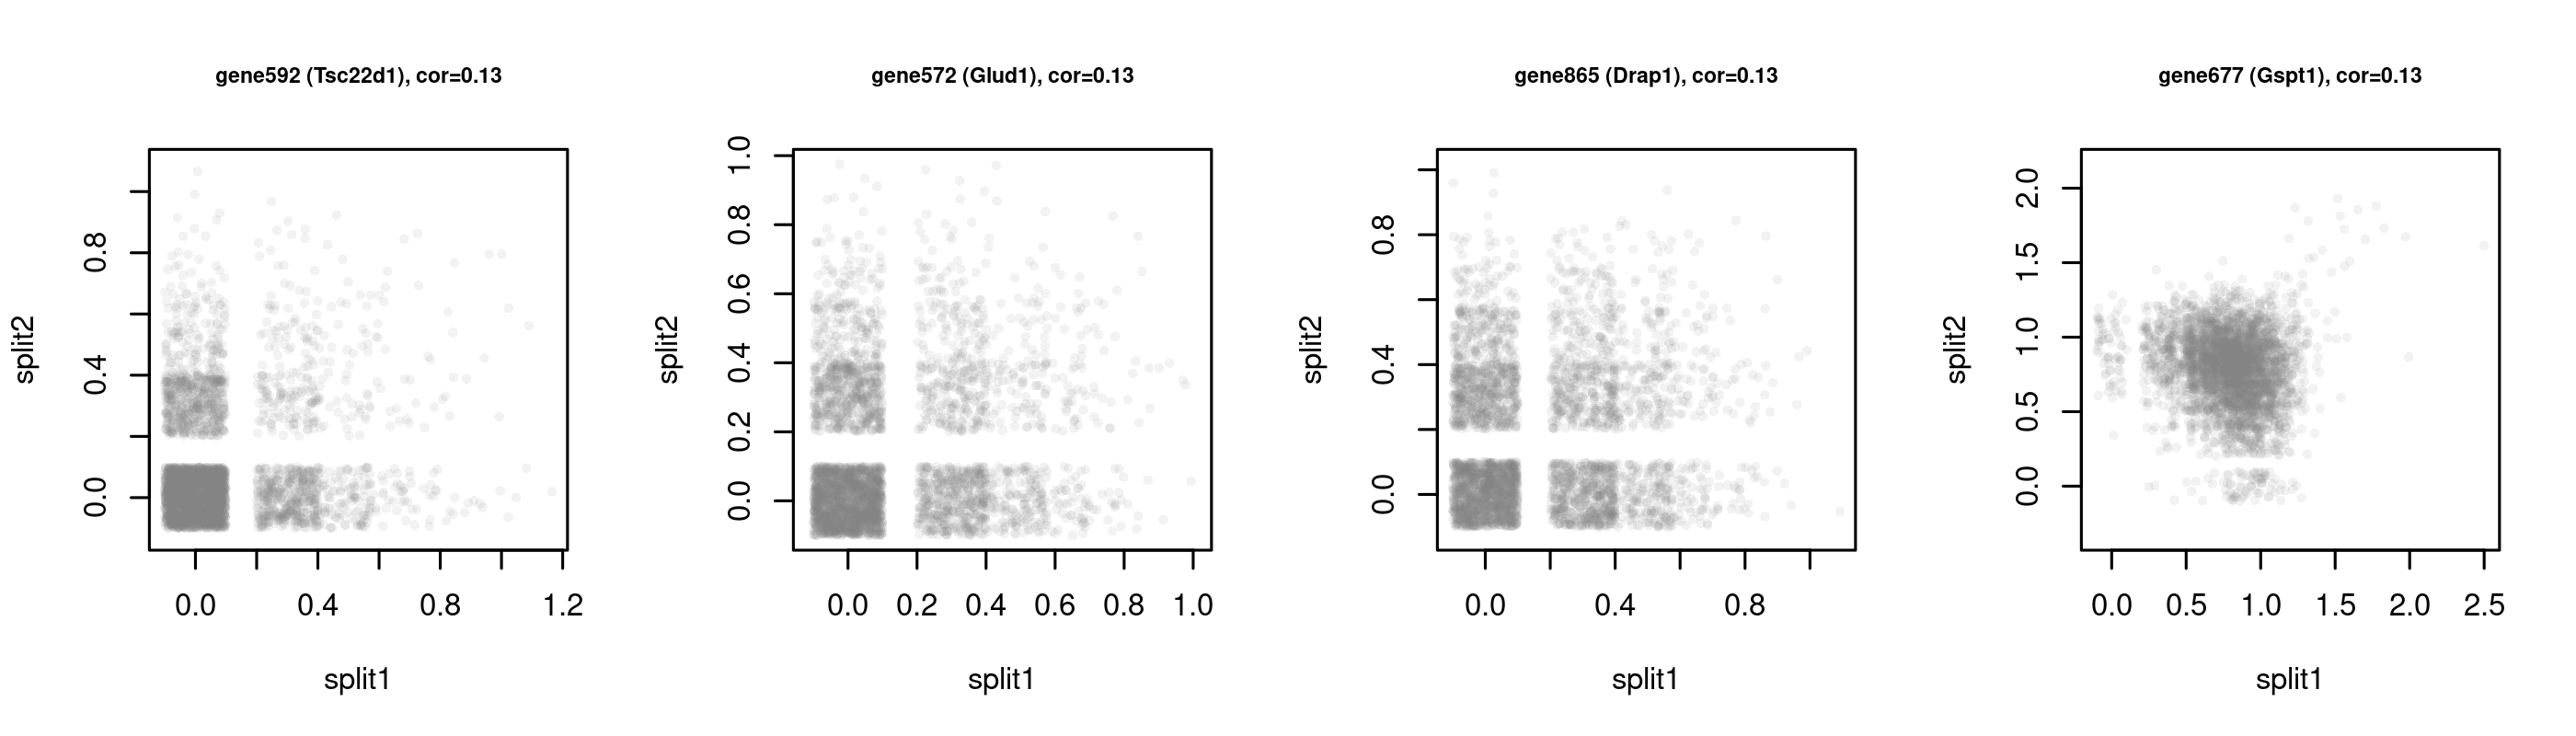 gene592 (Tsc22d1), cor=0.13
split2
0.0 0.4 0.8
0.0 0.4 0.8 1.2
split1
gene572 (Glud1), cor=0.13
split2
0.0 0.2 0.4 0.6 0.8 1.0
0.0 0.2 0.4 0.6 0.8 1.0
split1
gene865 (Drap1), cor=0.13
split2
0.0 0.4 0.8
0.0 0.4 0.8
split1
gene677 (Gspt1), cor=0.13
split2
0.0 0.5 1.0 1.5 2.0
0.0 0.5 1.0 1.5 2.0 2.5
split1